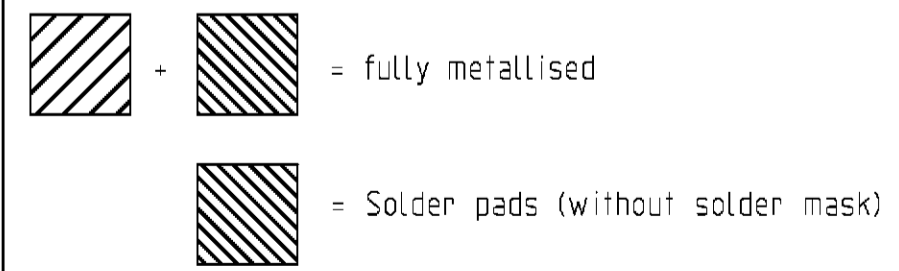 + = fully metallised
= Solder pads (without solder mask)